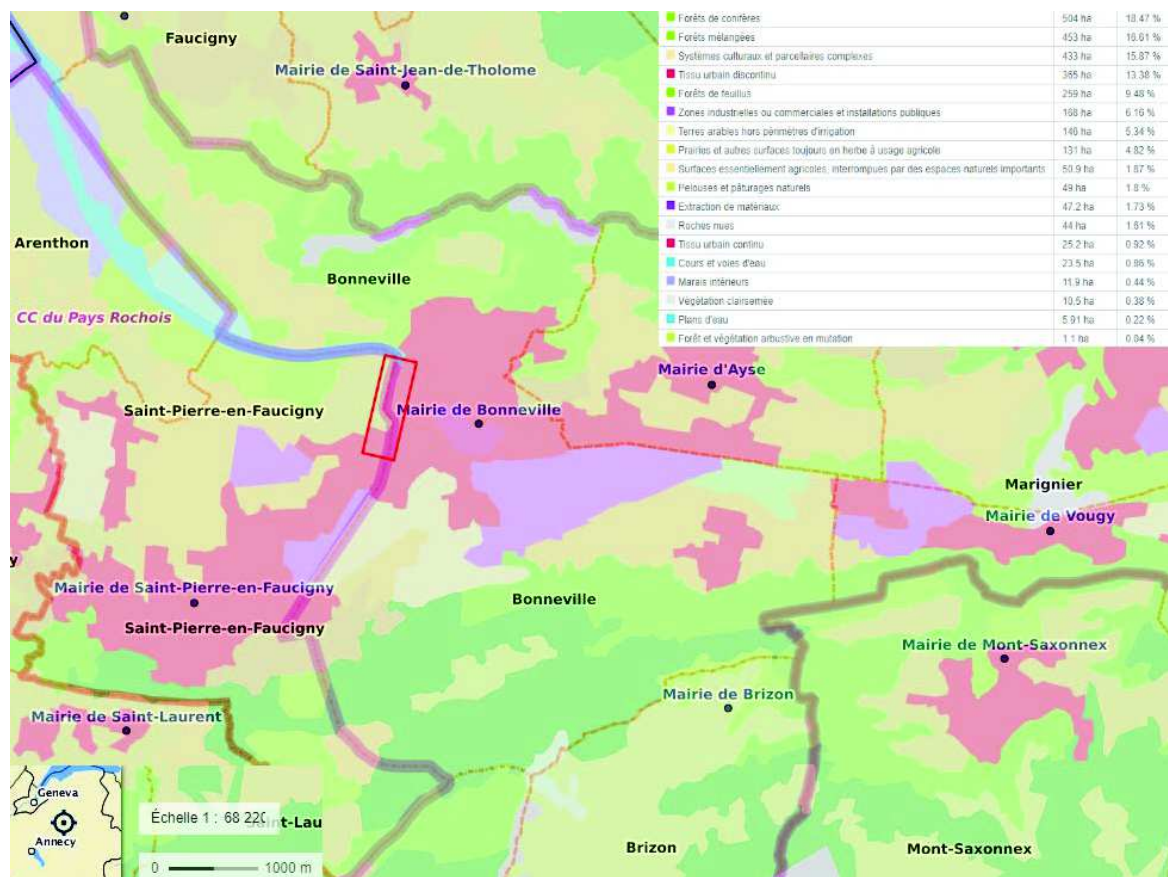 Faucigny
Mairie de Saint-Jean-de-Tholome
Arenthon
Bonneville
CC du Pays Rochois
Saint-Pierre-en-Faucigny
Mairie de Bonneville
Mairie d'Ayse
Marignier
Mairie de Vougy
Mairie de Saint-Pierre-en-Faucigny
Saint-Pierre-en-Faucigny
Bonneville
Mairie de Mont-Saxonnex
Mairie de Brizon
Mairie de Saint-Laurent
Brizon
Mont-Saxonnex
y
Forêts de conifères 504 ha 18.47 %
Forêts mélangées 453 ha 16.61 %
Systèmes culturaux et parcellaires complexes 433 ha 15.87 %
Tissu urbain discontinu 365 ha 13.38 %
Forêts de feuillus 259 ha 9.48 %
Zones industrielles ou commerciales et installations publiques 168 ha 6.16 %
Terres arables hors périmètres d'irrigation 146 ha 5.34 %
Prairies et autres surfaces toujours en herbe à usage agricole 131 ha 4.82 %
Surfaces essentiellement agricoles, interrompues par des espaces naturels importants 50.9 ha 1.87 %
Pelouses et pâturages naturels 49 ha 1.8 %
Extraction de matériaux 47.2 ha 1.73 %
Roches nues 44 ha 1.61 %
Tissu urbain continu 25.2 ha 0.92 %
Cours et voies d'eau 23.5 ha 0.86 %
Marais intérieurs 11.9 ha 0.44 %
Végétation clairsemée 10.5 ha 0.38 %
Plans d'eau 5.91 ha 0.22 %
Forêt et végétation arbustive en mutation 1.1 ha 0.04 %
Geneva
Annecy
Échelle 1 : 68 220
nt-Lau
0 1000 m